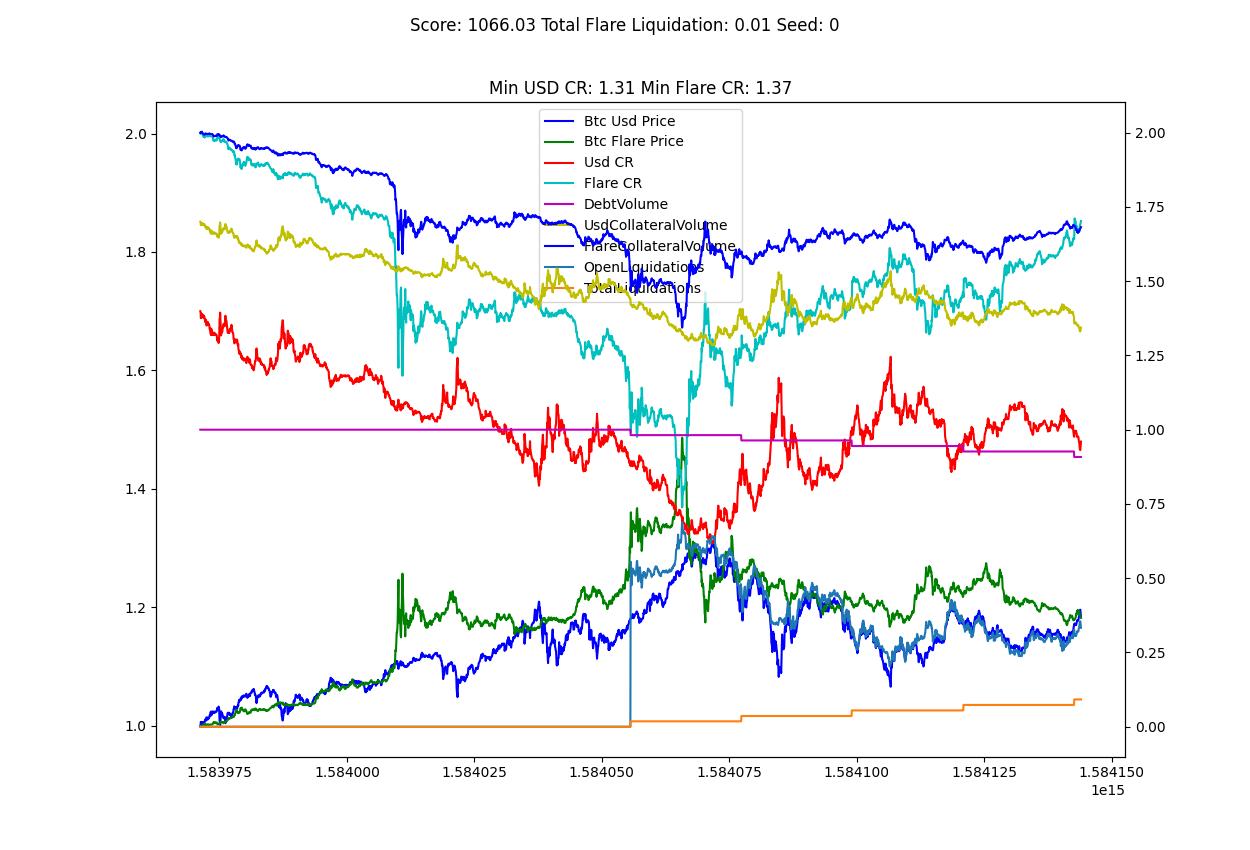 Score: 1066.03 Total Flare Liquidation: 0.01 Seed: 0
Min USD CR: 1.31 Min Flare CR: 1.37
Btc Usd Price
Btc Flare Price
Usd CR
Flare CR
DebtVolume
UsdCollateralVolume
FlareCollateralVolume
OpenLiquidations
TotalLiquidations
2.0
1.8
1.6
1.4
1.2
1.0
2.00
1.75
1.50
1.25
1.00
0.75
0.50
0.25
0.00
1.583975 1.584000 1.584025 1.584050 1.584075 1.584100 1.584125 1.584150
1e15